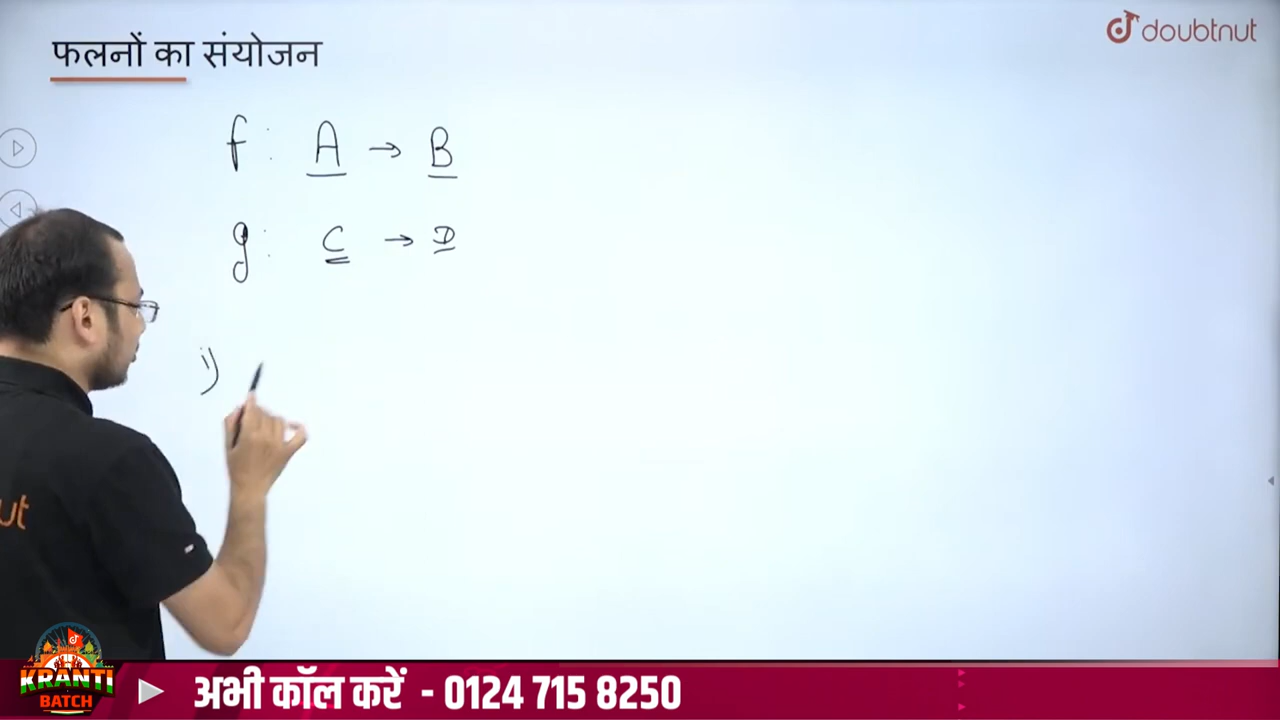 फलनों का संयोजन
doubtnut
f : A → B
g : C → D
i)
ut
KRANTI
BATCH
अभी कॉल करें - 0124 715 8250